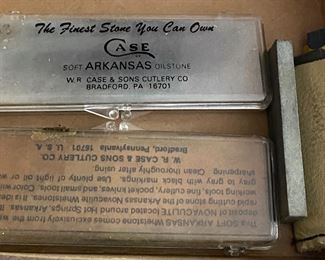 The Finest Stone You Can Own
CASE
SOFT ARKANSAS OILSTONE
W.R. CASE & SONS CUTLERY CO
BRADFORD, PA 16701
This SOFT ARKANSAS Whetstone comes exclusively from the
deposit of NOVACULITE located around Hot Springs, Arkansas.
rapid cutting stone of the Arkansas Novaculite Whetstones. It is idea
working tools, fine cutlery, pocket knives, and small tools. Color
gray to black with gray to black markings. Use plenty of light oil or
sharpening. Clean thoroughly after using.
W. R. CASE & SONS CUTLERY CO.
Bradford, Pennsylvania 16701 U. S. A.